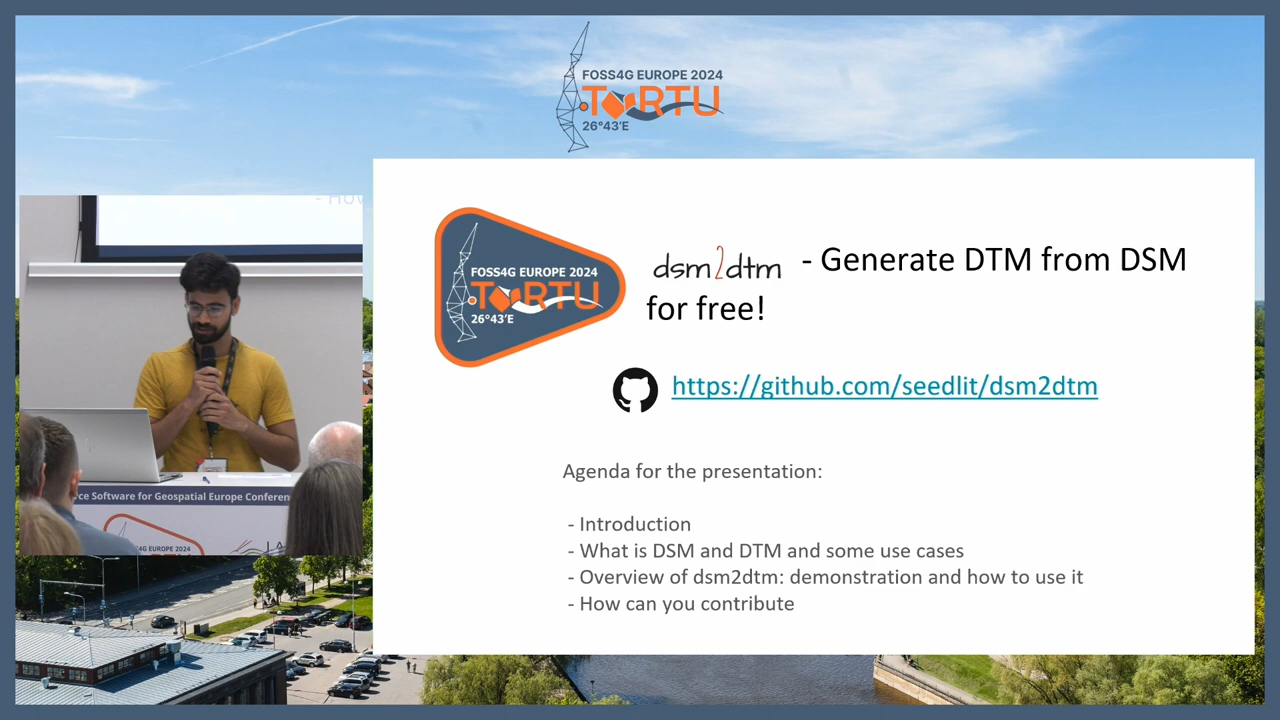 FOSS4G EUROPE 2024
TARTU
26°43'E
- How
FOSS4G EUROPE 2024
TARTU
26°43'E
dsm2dtm - Generate DTM from DSM
for free!
https://github.com/seedlit/dsm2dtm
Agenda for the presentation:
- Introduction
- What is DSM and DTM and some use cases
- Overview of dsm2dtm: demonstration and how to use it
- How can you contribute
Software for Geospatial Europe
4G EUROPE 2024